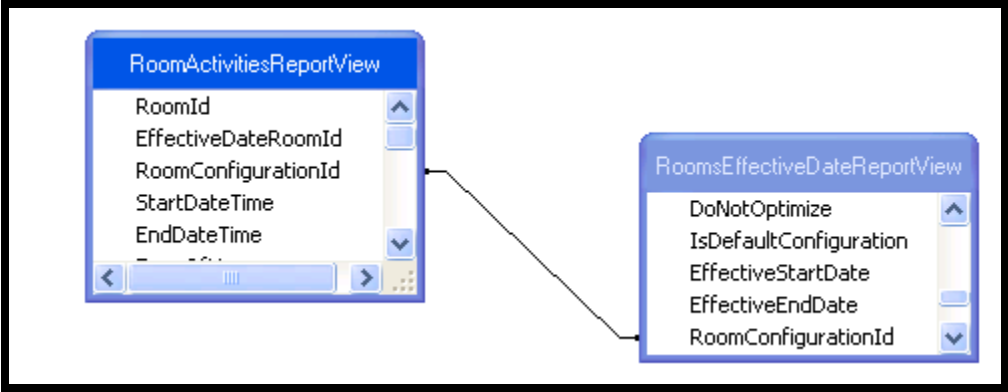 RoomActivitiesReportView
RoomId
EffectiveDateRoomId
RoomConfigurationId
StartDateTime
EndDateTime
RoomsEffectiveDateReportView
DoNotOptimize
IsDefaultConfiguration
EffectiveStartDate
EffectiveEndDate
RoomConfigurationId